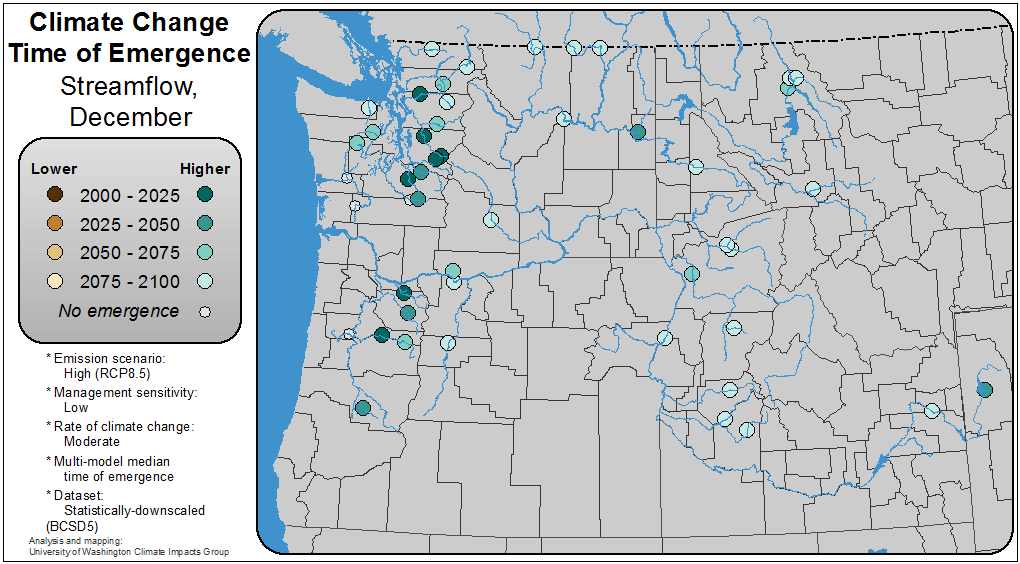 Climate Change
Time of Emergence
Streamflow,
December
Lower Higher
2000 - 2025
2025 - 2050
2050 - 2075
2075 - 2100
No emergence
* Emission scenario:
High (RCP8.5)
* Management sensitivity:
Low
* Rate of climate change:
Moderate
* Multi-model median
time of emergence
* Dataset:
Statistically-downscaled
(BCSD5)
Analysis and mapping:
University of Washington Climate Impacts Group